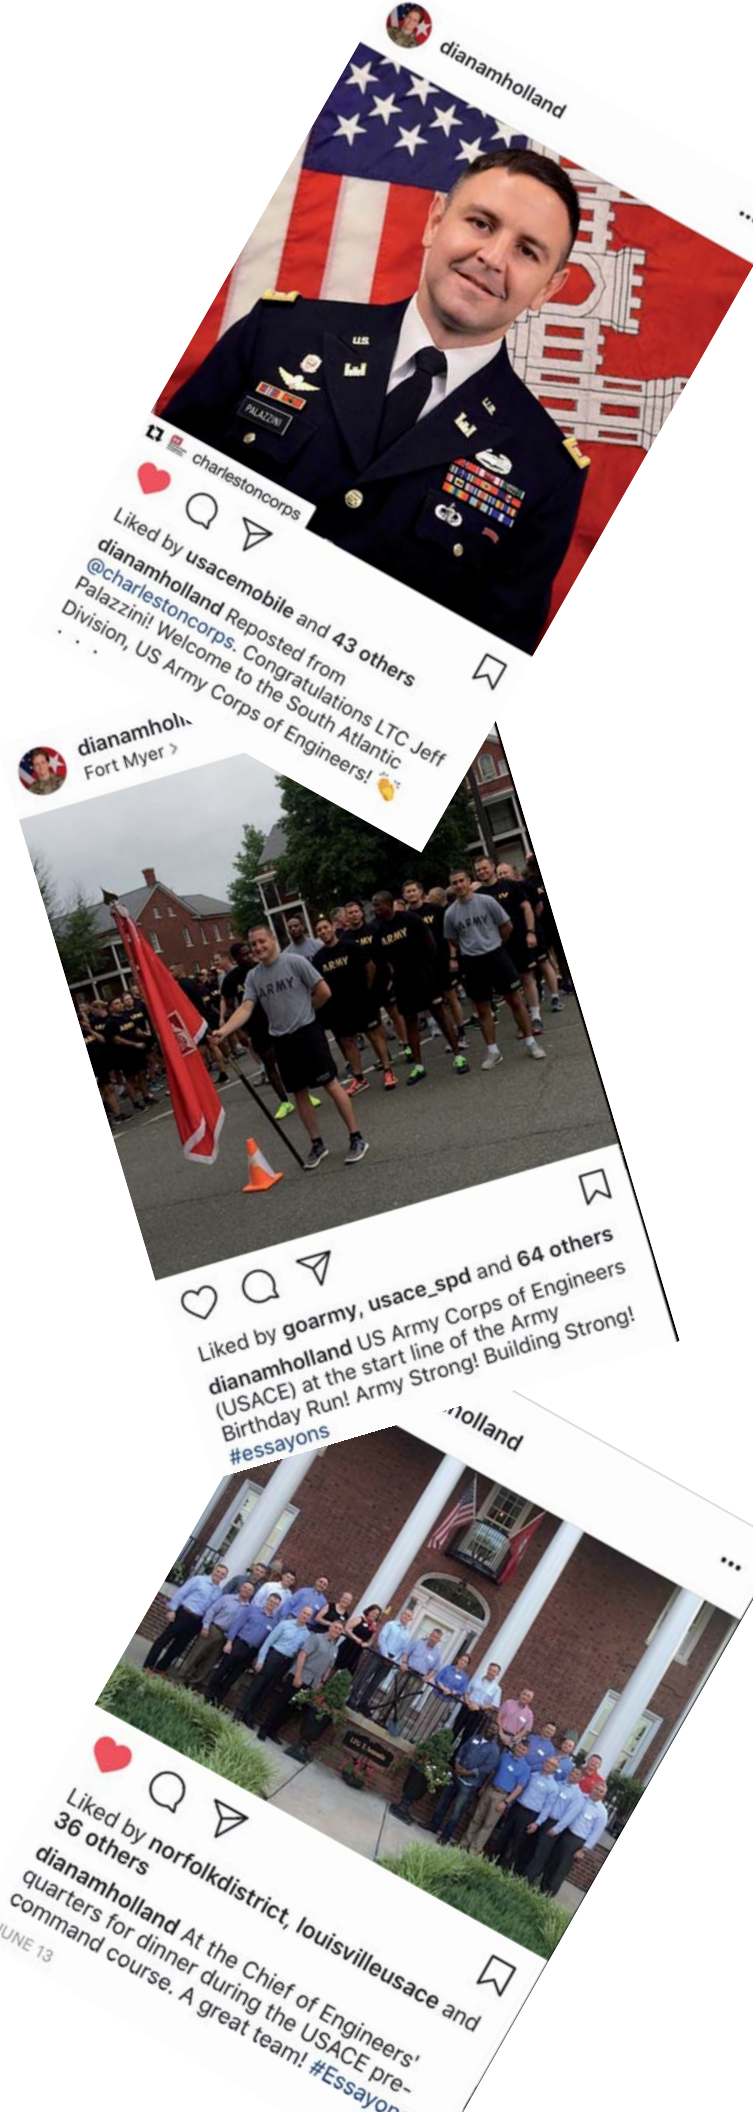 dianamholland
U.S.
U.S.
PALAZZINI
charlestoncorps
Liked by usacemobile and 43 others
dianamholland Reposted from
@charlestoncorps. Congratulations LTC Jeff
Palazzini! Welcome to the South Atlantic
Division, US Army Corps of Engineers! 👏
. . .
Fort Myer >
ARMY
ARMY
ARMY
ARMY
Liked by goarmy, usace_spd and 64 others
dianamholland US Army Corps of Engineers
(USACE) at the start line of the Army
Birthday Run! Army Strong! Building Strong!
#essayons
holland
Liked by norfolkdistrict, louisvilleusace and
36 others
dianamholland At the Chief of Engineers'
quarters for dinner during the USACE pre-
command course. A great team! #Essayon
JUNE 13